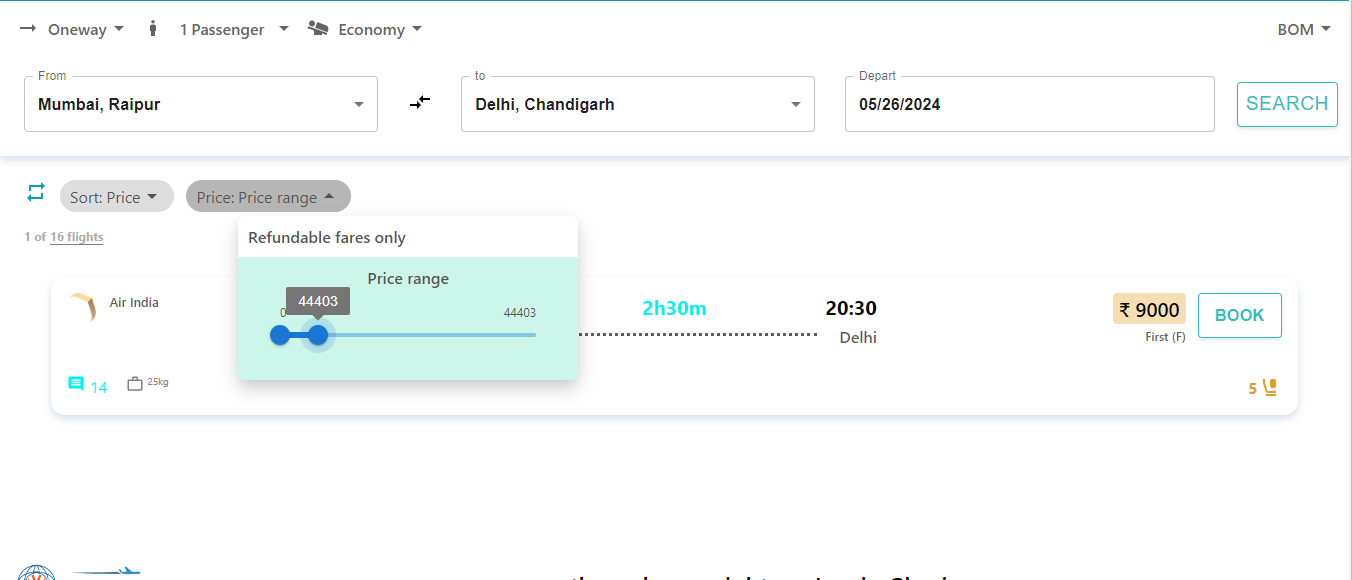 Oneway 1 Passenger Economy BOM
From to Depart
Mumbai, Raipur Delhi, Chandigarh 05/26/2024 SEARCH
Sort: Price Price: Price range
1 of 16 flights
Refundable fares only
Price range
44403
0 44403
Air India 2h30m 20:30 ₹ 9000 BOOK
Delhi First (F)
14 25kg 5